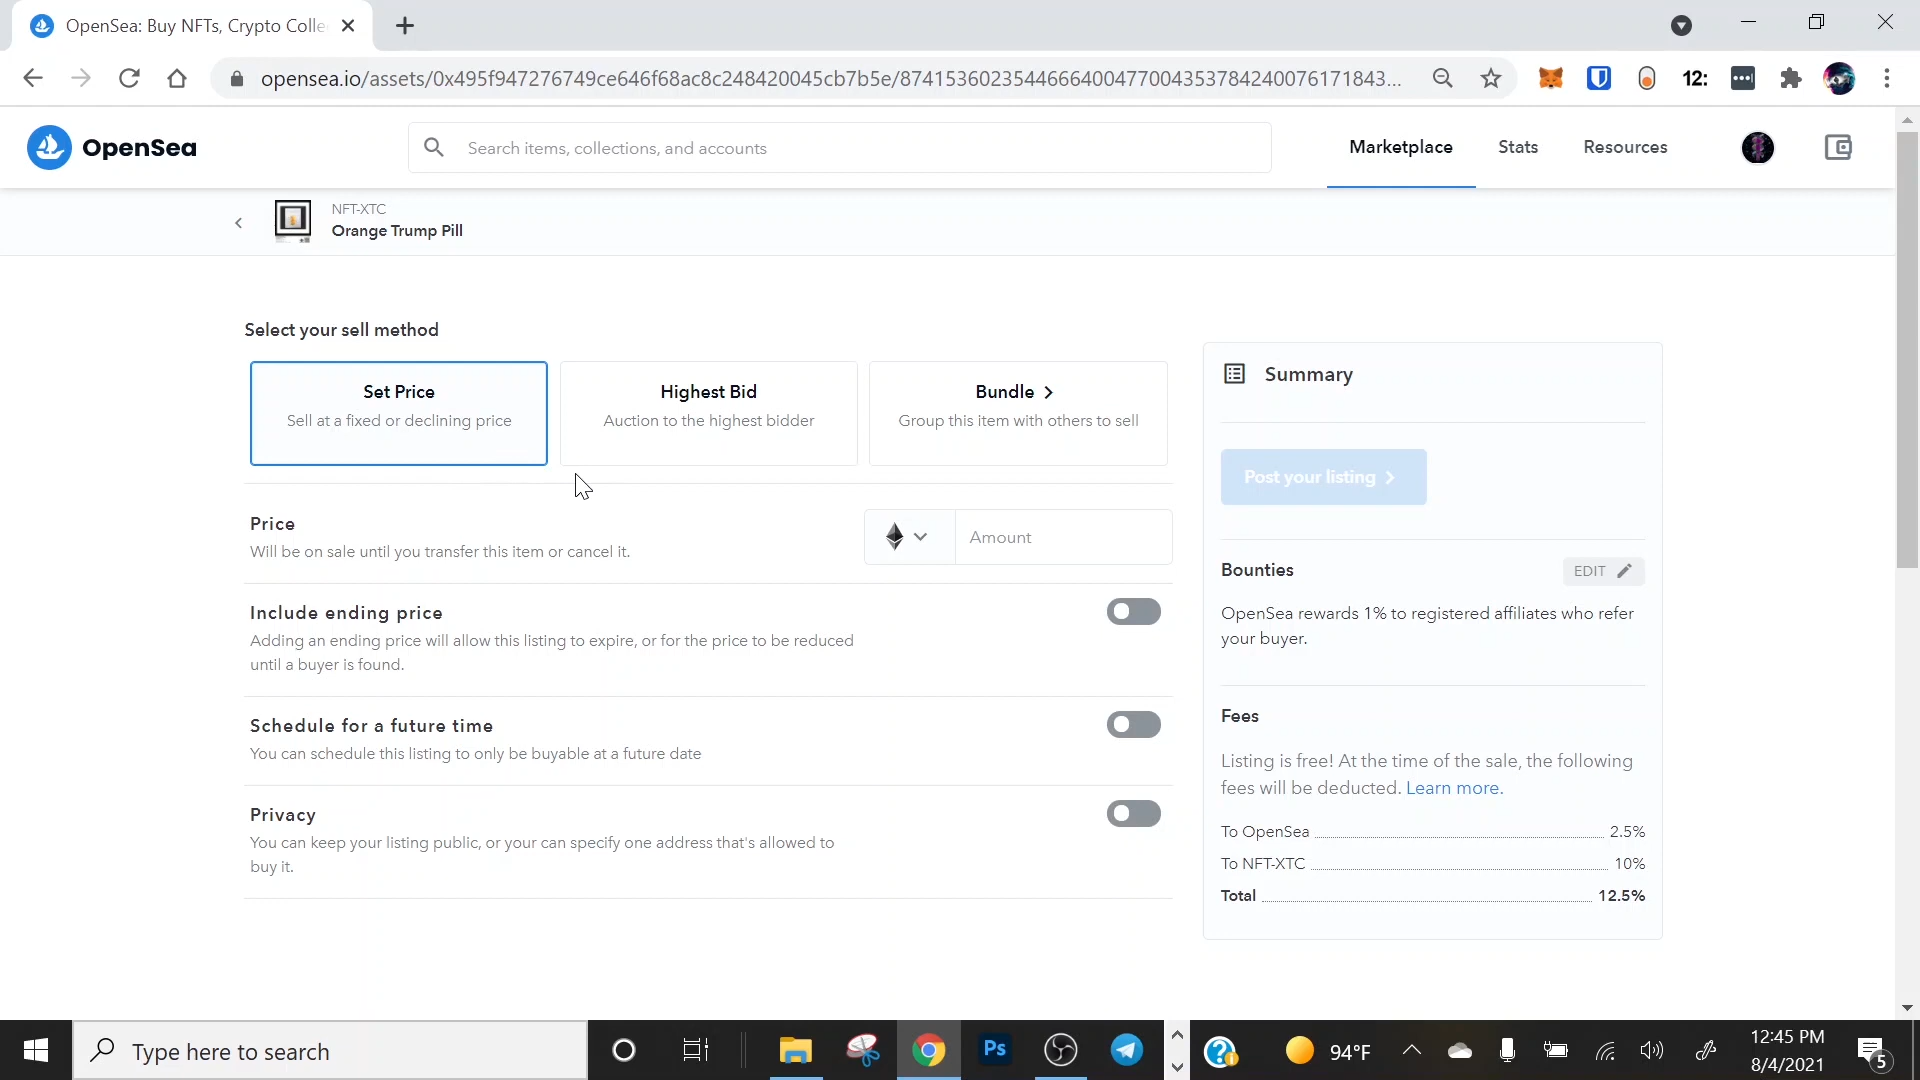 OpenSea: Buy NFTs, Crypto Colle
opensea.io/assets/0x495f947276749ce646f68ac8c248420045cb7b5e/87415360235446664004770043537842400761718​43...
12:
OpenSea
Search items, collections, and accounts
Marketplace
Stats
Resources
NFT-XTC
Orange Trump Pill
Select your sell method
Set Price
Sell at a fixed or declining price
Highest Bid
Auction to the highest bidder
Bundle >
Group this item with others to sell
Price
Will be on sale until you transfer this item or cancel it.
Amount
Include ending price
Adding an ending price will allow this listing to expire, or for the price to be reduced
until a buyer is found.
Schedule for a future time
You can schedule this listing to only be buyable at a future date
Privacy
You can keep your listing public, or your can specify one address that's allowed to
buy it.
Summary
Post your listing >
Bounties
EDIT
OpenSea rewards 1% to registered affiliates who refer
your buyer.
Fees
Listing is free! At the time of the sale, the following
fees will be deducted. Learn more.
To OpenSea 2.5%
To NFT-XTC 10%
Total 12.5%
Type here to search
Ps
94°F
12:45 PM
8/4/2021
5